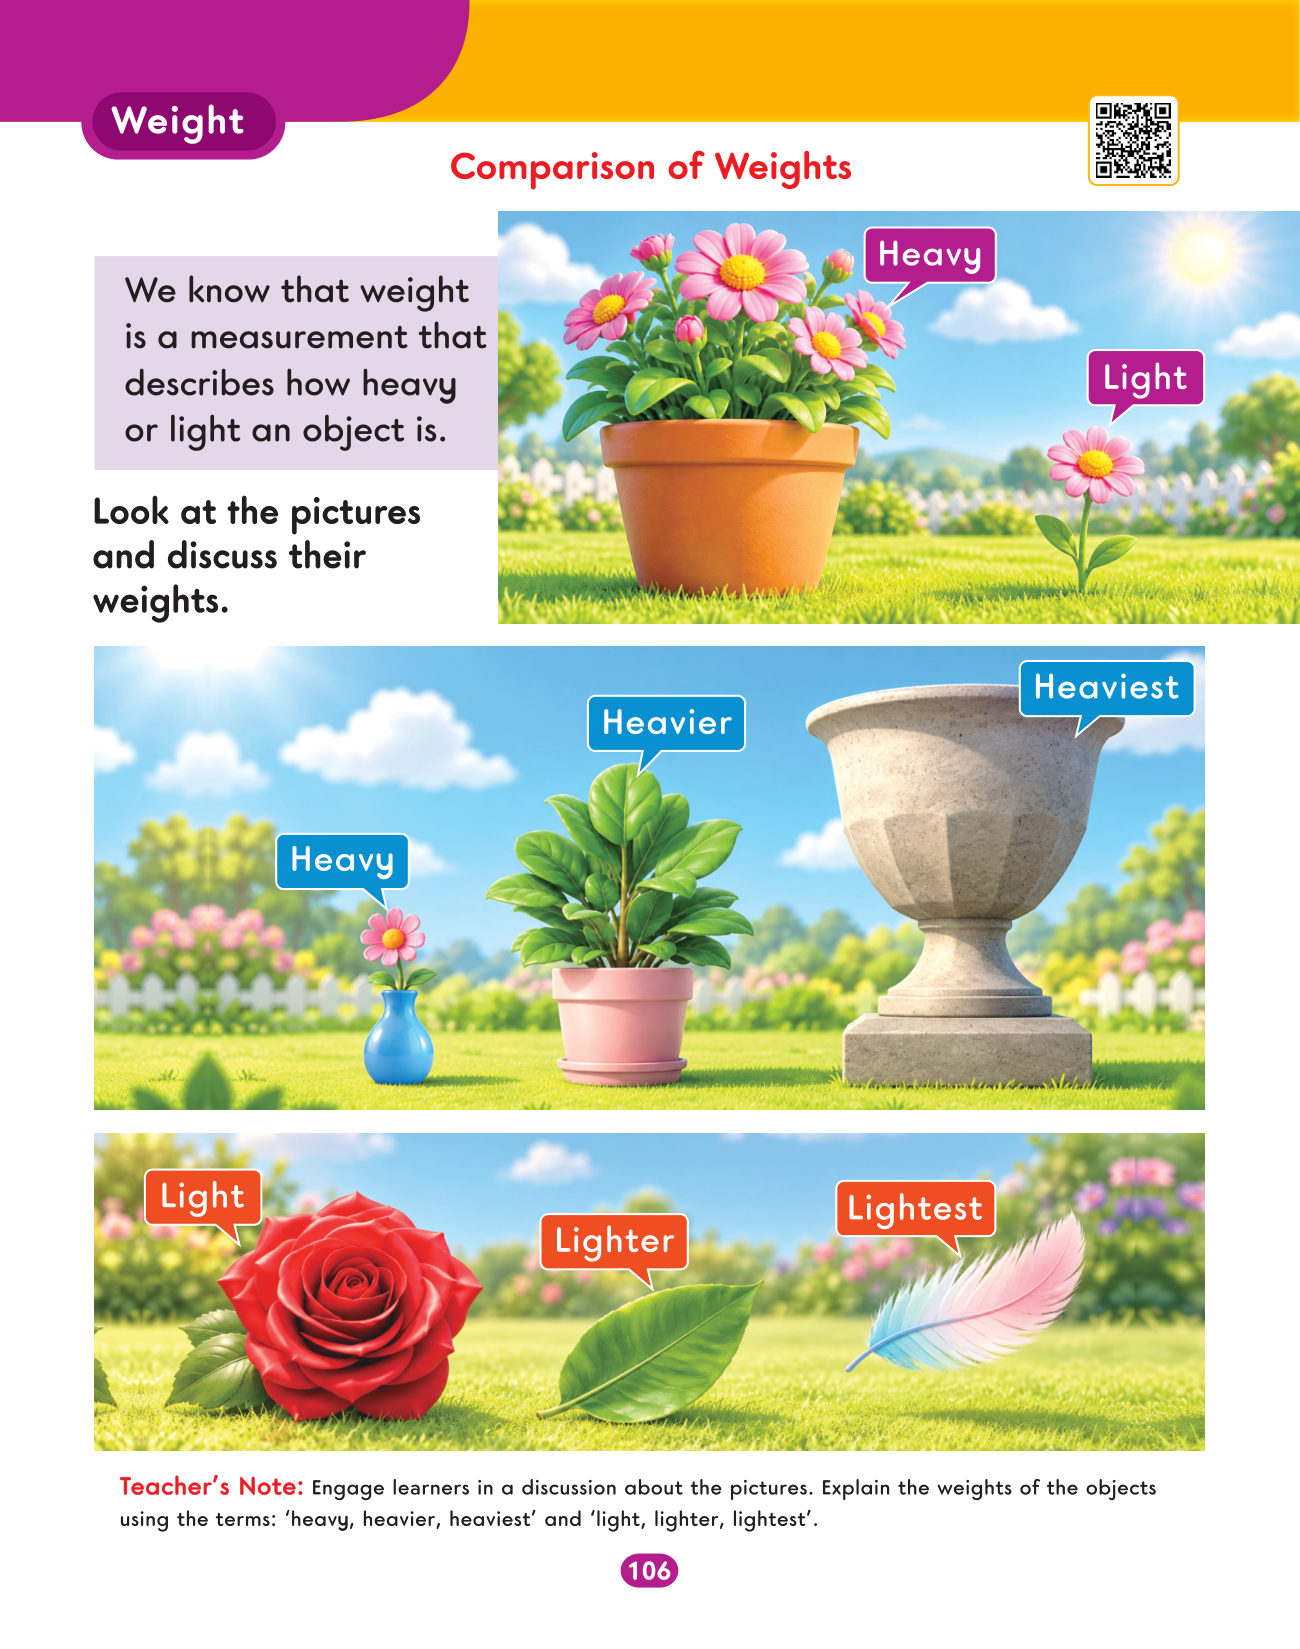 Weight
Comparison of Weights
We know that weight
is a measurement that
describes how heavy
or light an object is.
Look at the pictures
and discuss their
weights.
Heavy
Light
Heavy
Heavier
Heaviest
Light
Lighter
Lightest
Teacher's Note: Engage learners in a discussion about the pictures. Explain the weights of the objects
using the terms: 'heavy, heavier, heaviest' and 'light, lighter, lightest'.
106